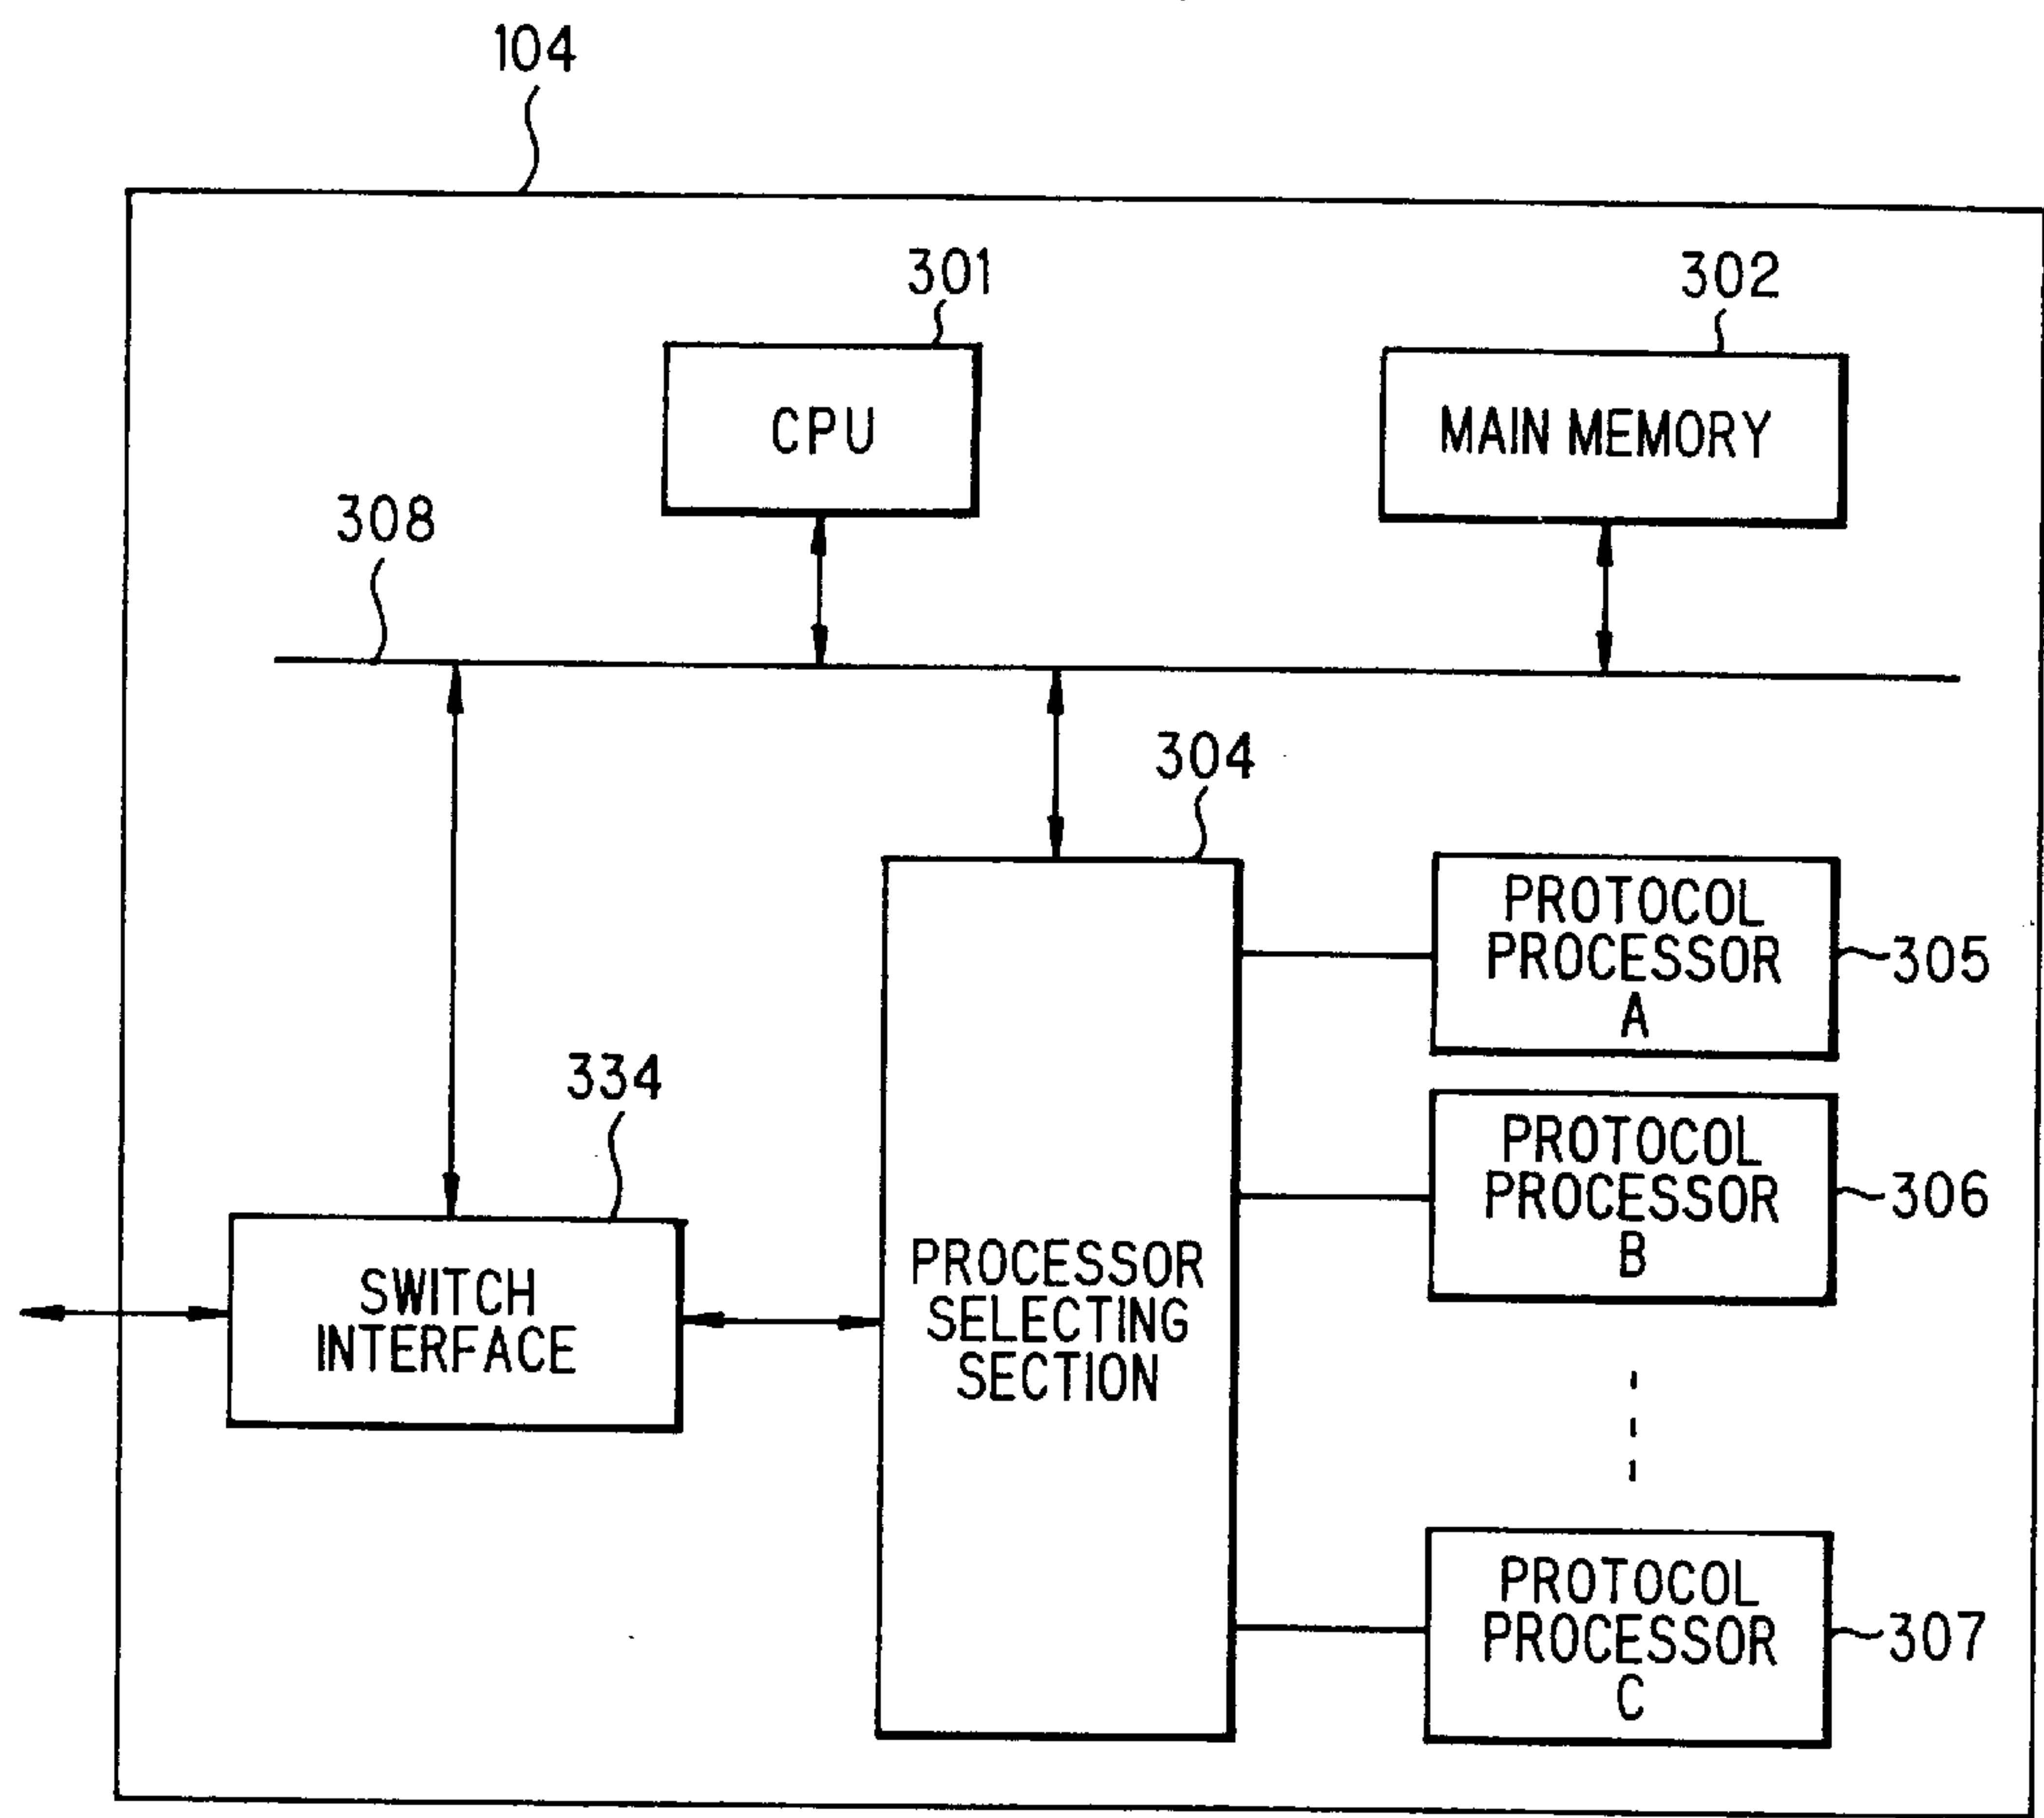 104
301
302
CPU
MAIN MEMORY
308
304
PROTOCOL
PROCESSOR
A
305
334
PROTOCOL
PROCESSOR
B
306
SWITCH
INTERFACE
PROCESSOR
SELECTING
SECTION
PROTOCOL
PROCESSOR
C
307